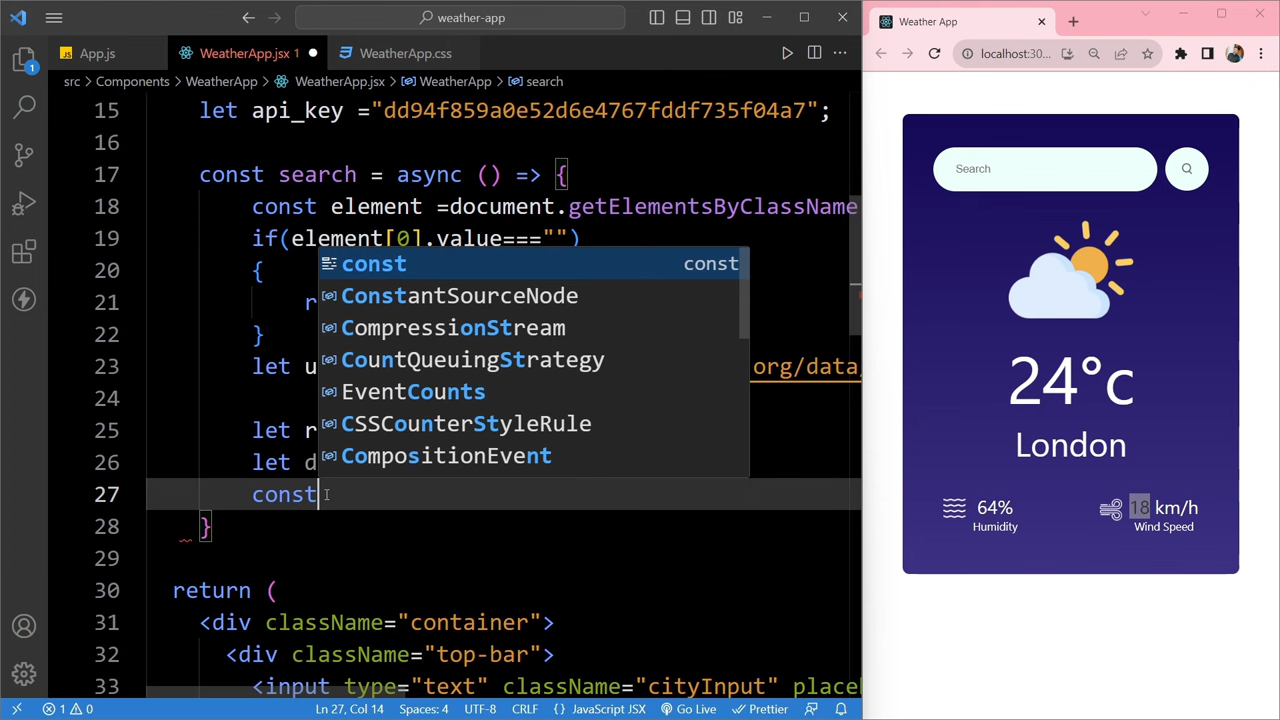 weather-app
App.js
WeatherApp.jsx 1
WeatherApp.css
src > Components > WeatherApp > WeatherApp.jsx > WeatherApp > search
15 let api_key ="dd94f859a0e52d6e4767fddf735f04a7";
16
17 const search = async () => {
18 const element =document.getElementsByClassName
19 if(element[0].value==="")
20 {
21 r
22 }
23 let u org/data/
24
25 let r
26 let d
27 const
28 }
29
30 return (
31 <div className="container">
32 <div className="top-bar">
33 <input type="text" className="cityInput" place
const const
ConstantSourceNode
CompressionStream
CountQueuingStrategy
EventCounts
CSSCounterStyleRule
CompositionEvent
1
1 0
Ln 27, Col 14
Spaces: 4
UTF-8
CRLF
{} JavaScript JSX
Go Live
Prettier
Weather App
localhost:30...
Search
24°c
London
64%
Humidity
18 km/h
Wind Speed